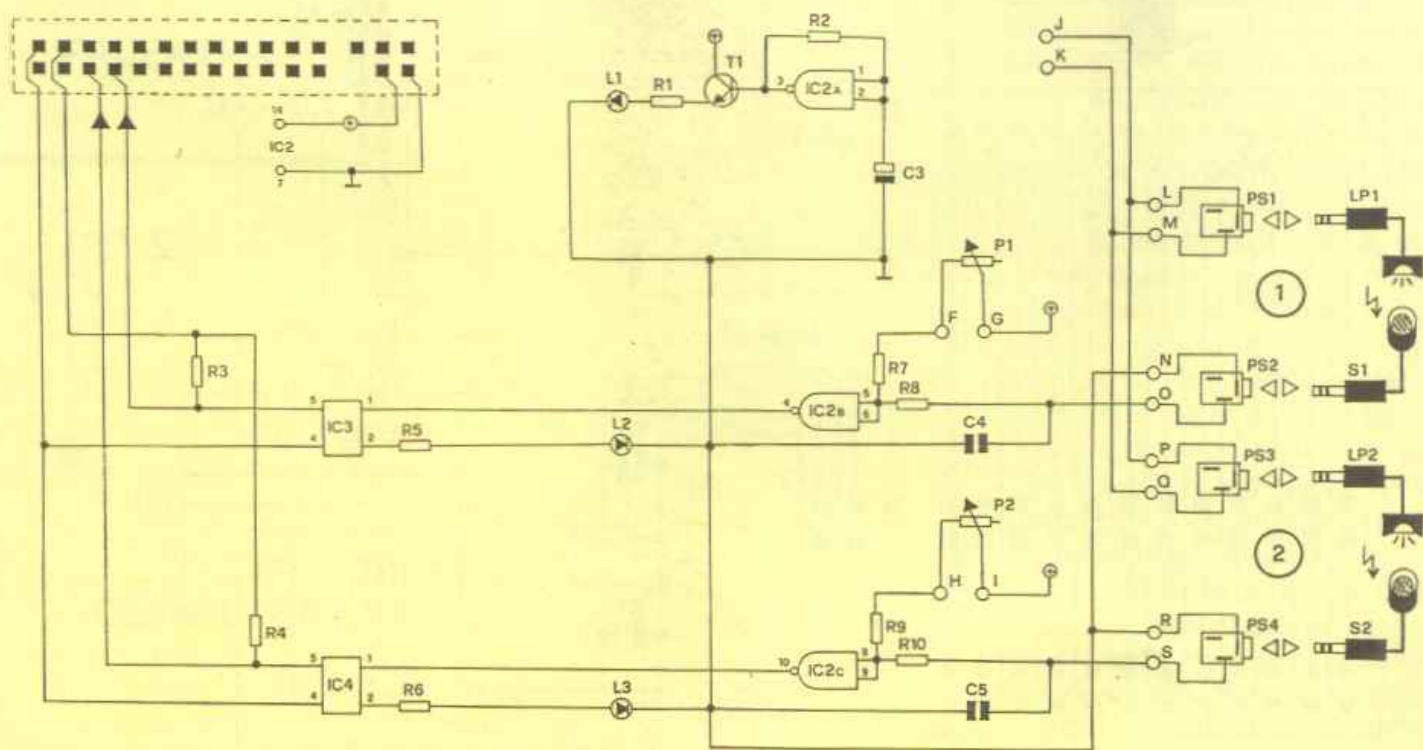 R2
J
K
T1
L1
R1
3
IC2A
1
2
14
IC2
7
C3
L
M
PS1
LP1
P1
1
F
G
R3
R7
N
O
PS2
S1
5
1
4
IC2B
5
6
R8
IC3
4
2
R5
L2
C4
P
Q
PS3
LP2
P2
2
H
I
R4
R9
R
S
PS4
S2
5
1
10
IC2C
8
9
R10
IC4
4
2
R6
L3
C5